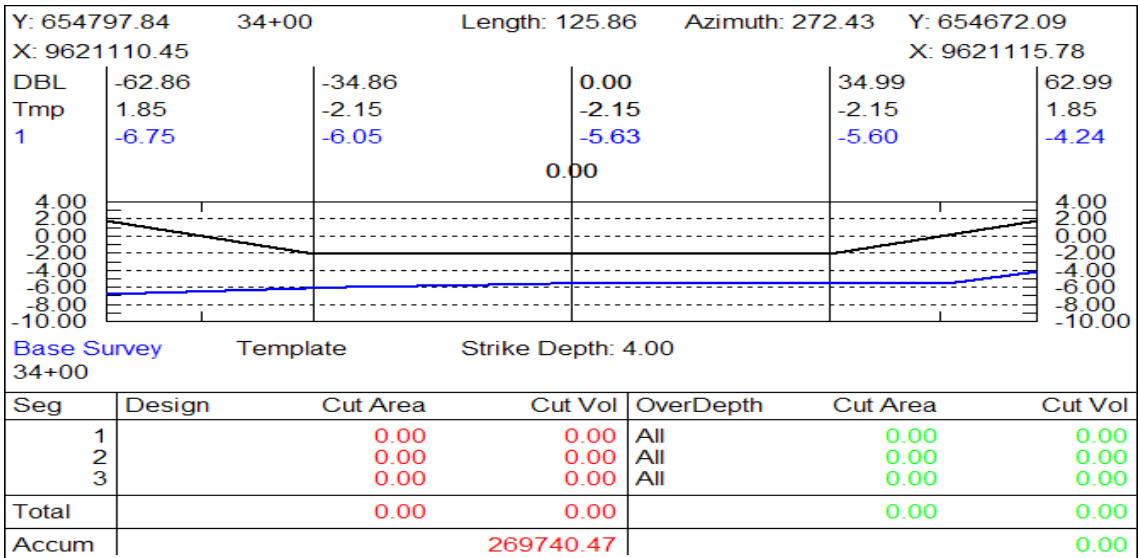 Y: 654797.84 34+00 Length: 125.86 Azimuth: 272.43 Y: 654672.09
X: 9621110.45 X: 9621115.78
DBL -62.86 -34.86 0.00 34.99 62.99
Tmp 1.85 -2.15 -2.15 -2.15 1.85
1 -6.75 -6.05 -5.63 -5.60 -4.24
0.00
4.00 4.00
2.00 2.00
0.00 0.00
-2.00 -2.00
-4.00 -4.00
-6.00 -6.00
-8.00 -8.00
-10.00 -10.00
Base Survey Template Strike Depth: 4.00
34+00
Seg Design Cut Area Cut Vol OverDepth Cut Area Cut Vol
1 0.00 0.00 All 0.00 0.00
2 0.00 0.00 All 0.00 0.00
3 0.00 0.00 All 0.00 0.00
Total 0.00 0.00 0.00 0.00
Accum 269740.47 0.00